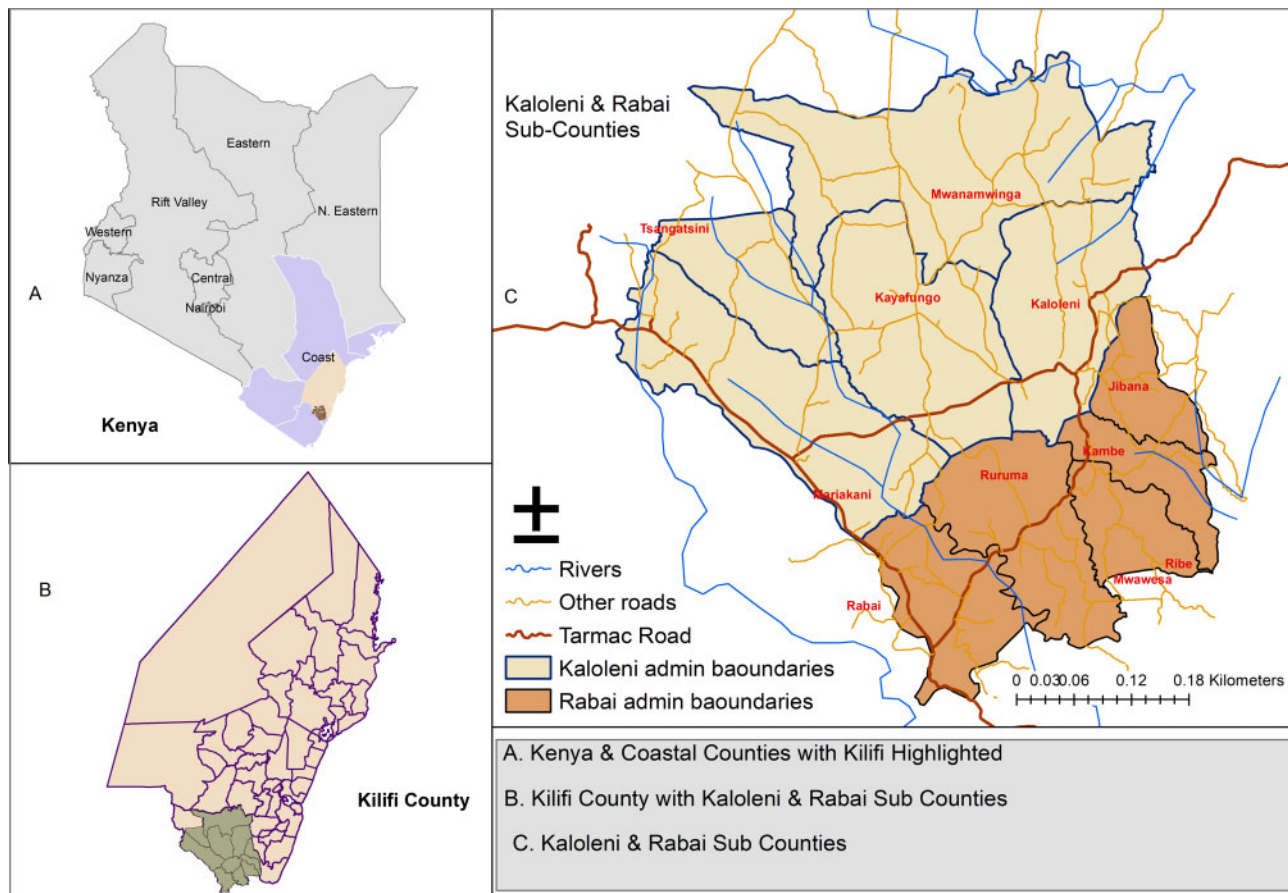 Eastern
Rift Valley
N. Eastern
Western
Nyanza
Central
Nairobi
A
Coast
Kenya
B
Kilifi County
Kaloleni & Rabai
Sub-Counties
Mwanamwinga
Tsangatsini
C
Kayafungo
Kaloleni
Jibana
Kambe
Ruruma
Mariakani
Ribe
Mwawesa
Rabai
Rivers
Other roads
Tarmac Road
Kaloleni admin baoundaries
Rabai admin baoundaries
0 0.03 0.06 0.12 0.18 Kilometers
A. Kenya & Coastal Counties with Kilifi Highlighted
B. Kilifi County with Kaloleni & Rabai Sub Counties
C. Kaloleni & Rabai Sub Counties